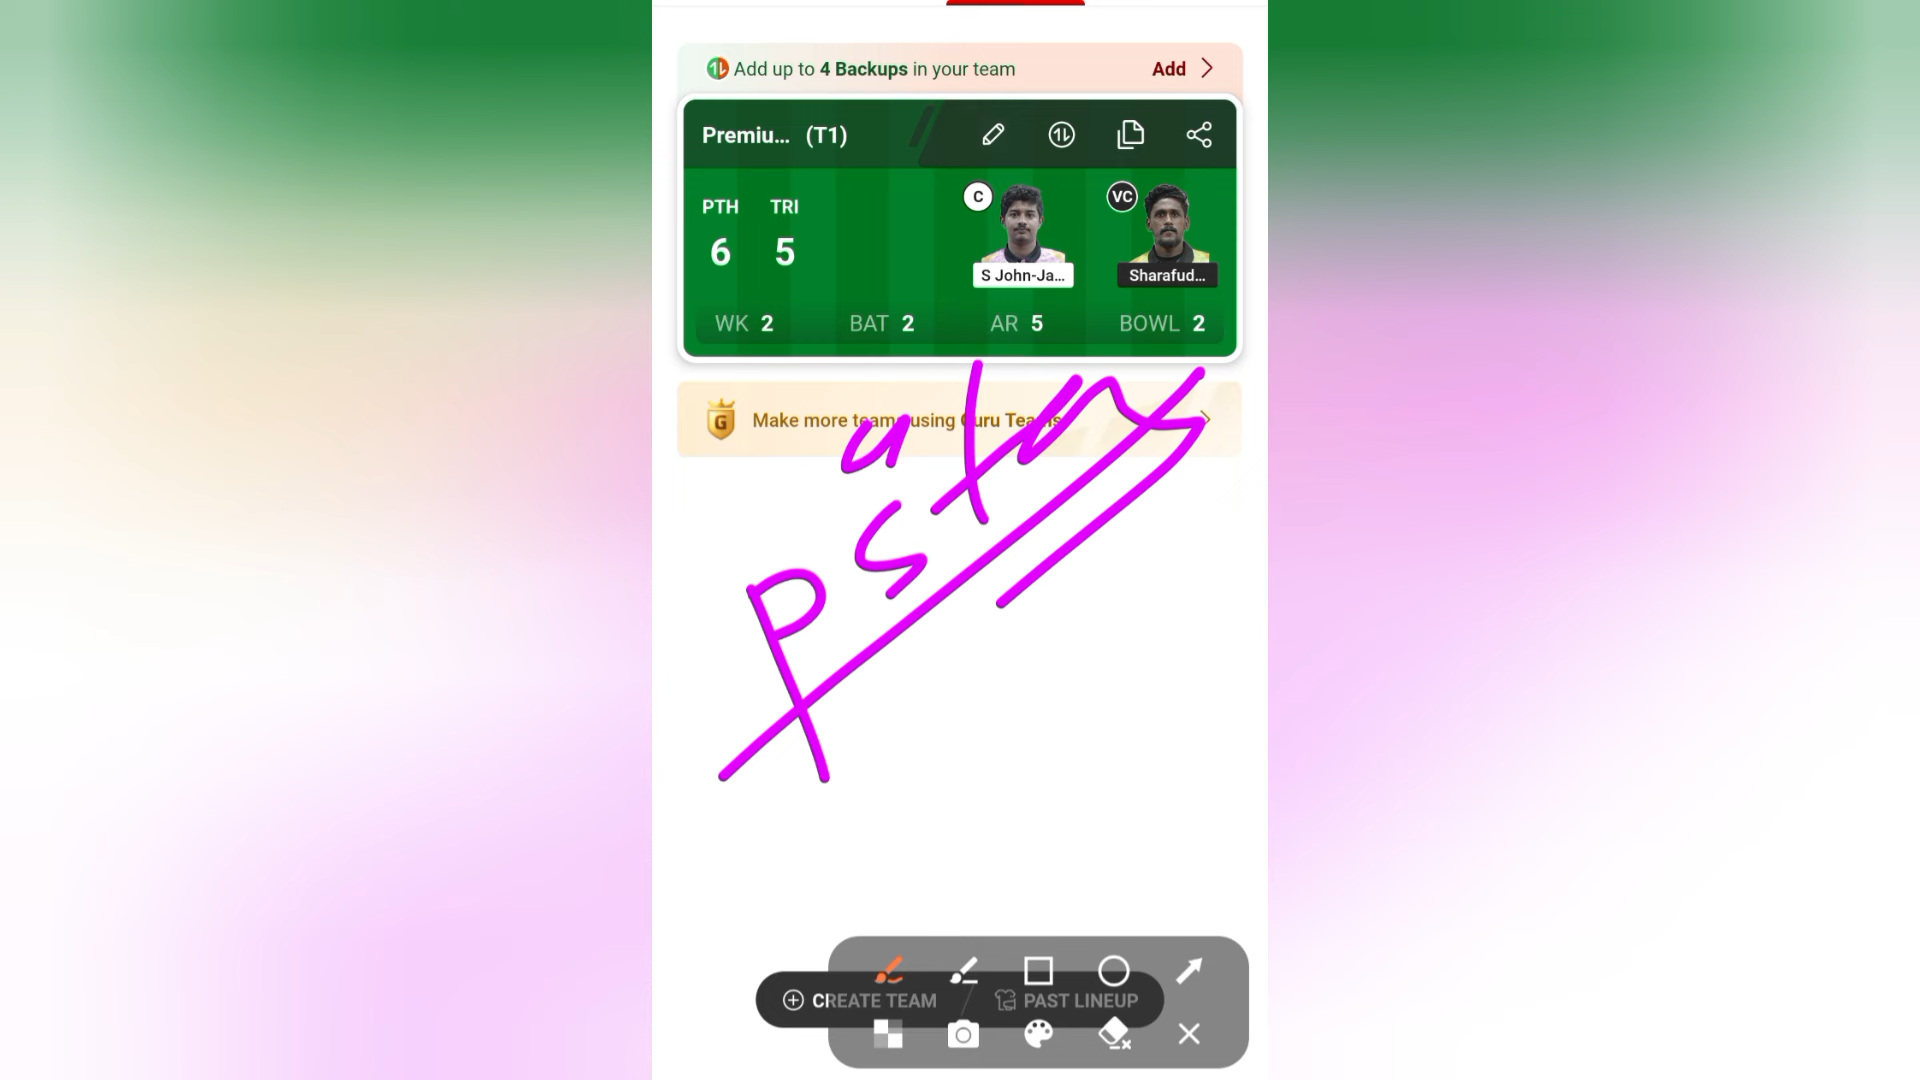 Add up to 4 Backups in your team Add
Premiu... (T1)
PTH TRI C VC
6 5
S John-Ja... Sharafud...
WK 2 BAT 2 AR 5 BOWL 2
G Make more teams using Guru Teams
CREATE TEAM PAST LINEUP